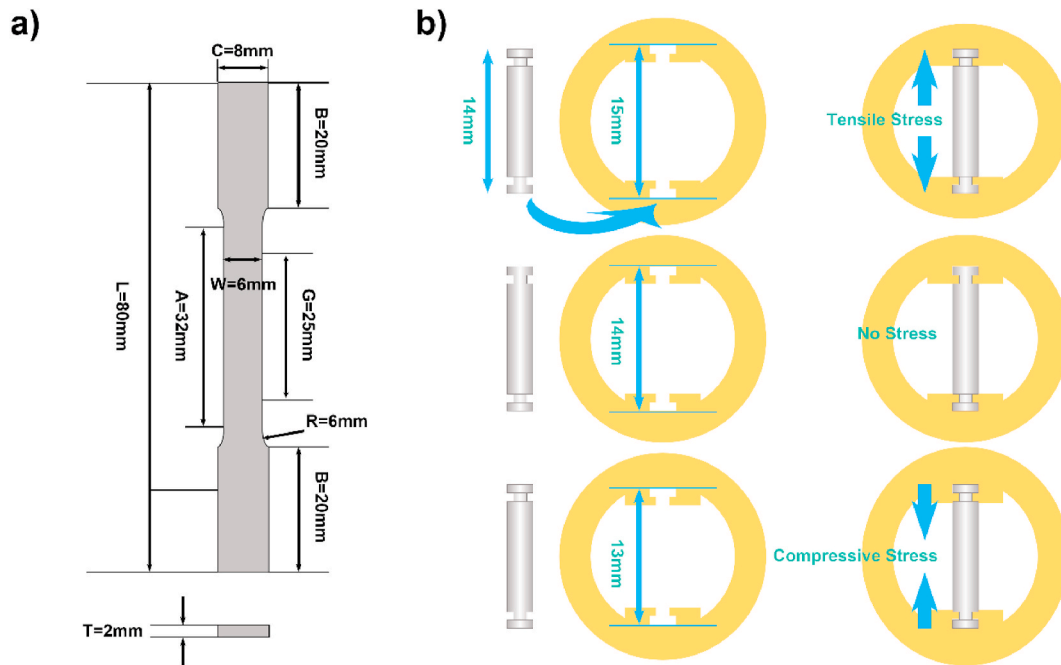 a)
C=8mm
B=20mm
L=80mm
A=32mm
W=6mm
G=25mm
R=6mm
B=20mm
T=2mm
b)
14mm
15mm
Tensile Stress
14mm
No Stress
13mm
Compressive Stress